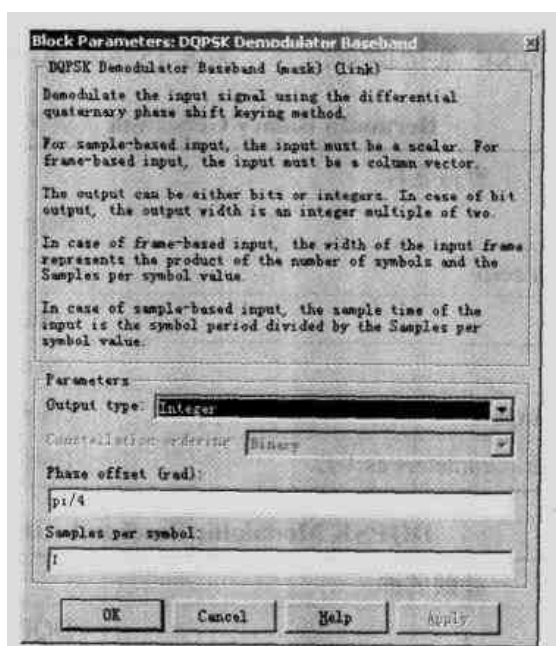 Block Parameters: DQPSK Demodulator Baseband
DQPSK Demodulator Baseband (mask) (link)
Demodulate the input signal using the differential
quaternary phase shift keying method.
For sample-based input, the input must be a scalar. For
frame-based input, the input must be a column vector.
The output can be either bits or integers. In case of bit
output, the output width is an integer multiple of two.
In case of frame-based input, the width of the input frame
represents the product of the number of symbols and the
Samples per symbol value.
In case of sample-based input, the sample time of the
input is the symbol period divided by the Samples per
symbol value.
Parameters
Output type: Integer
Constellation ordering: Binary
Phase offset (rad):
pi/4
Samples per symbol:
1
OK Cancel Help Apply